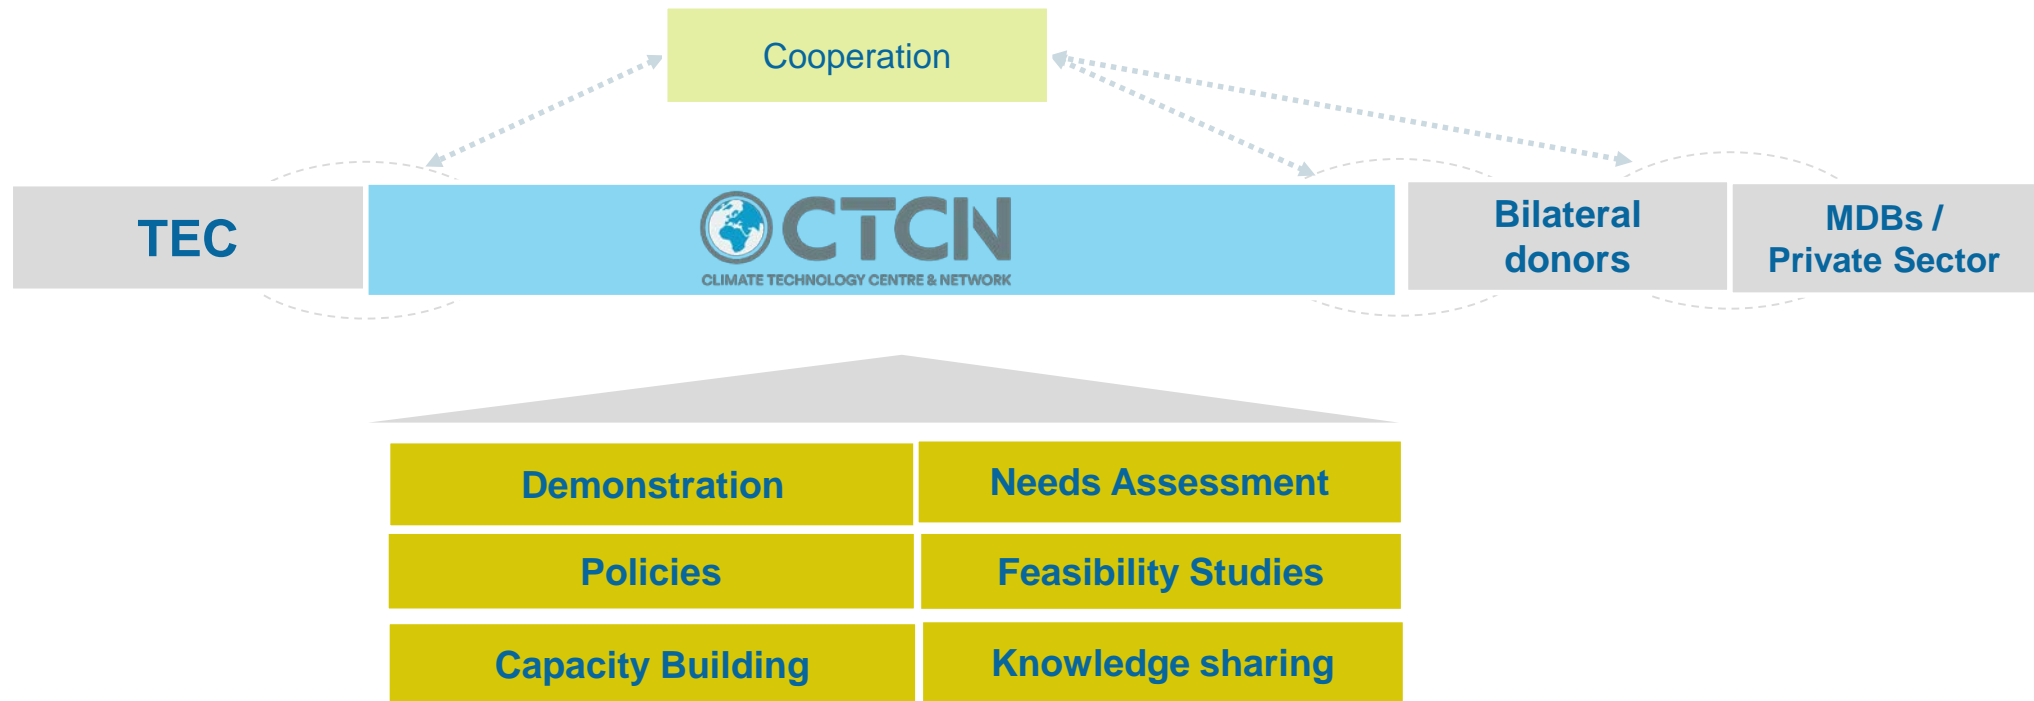 Cooperation
TEC
CTCN
CLIMATE TECHNOLOGY CENTRE & NETWORK
Bilateral
donors
MDBs /
Private Sector
Demonstration
Needs Assessment
Policies
Feasibility Studies
Capacity Building
Knowledge sharing